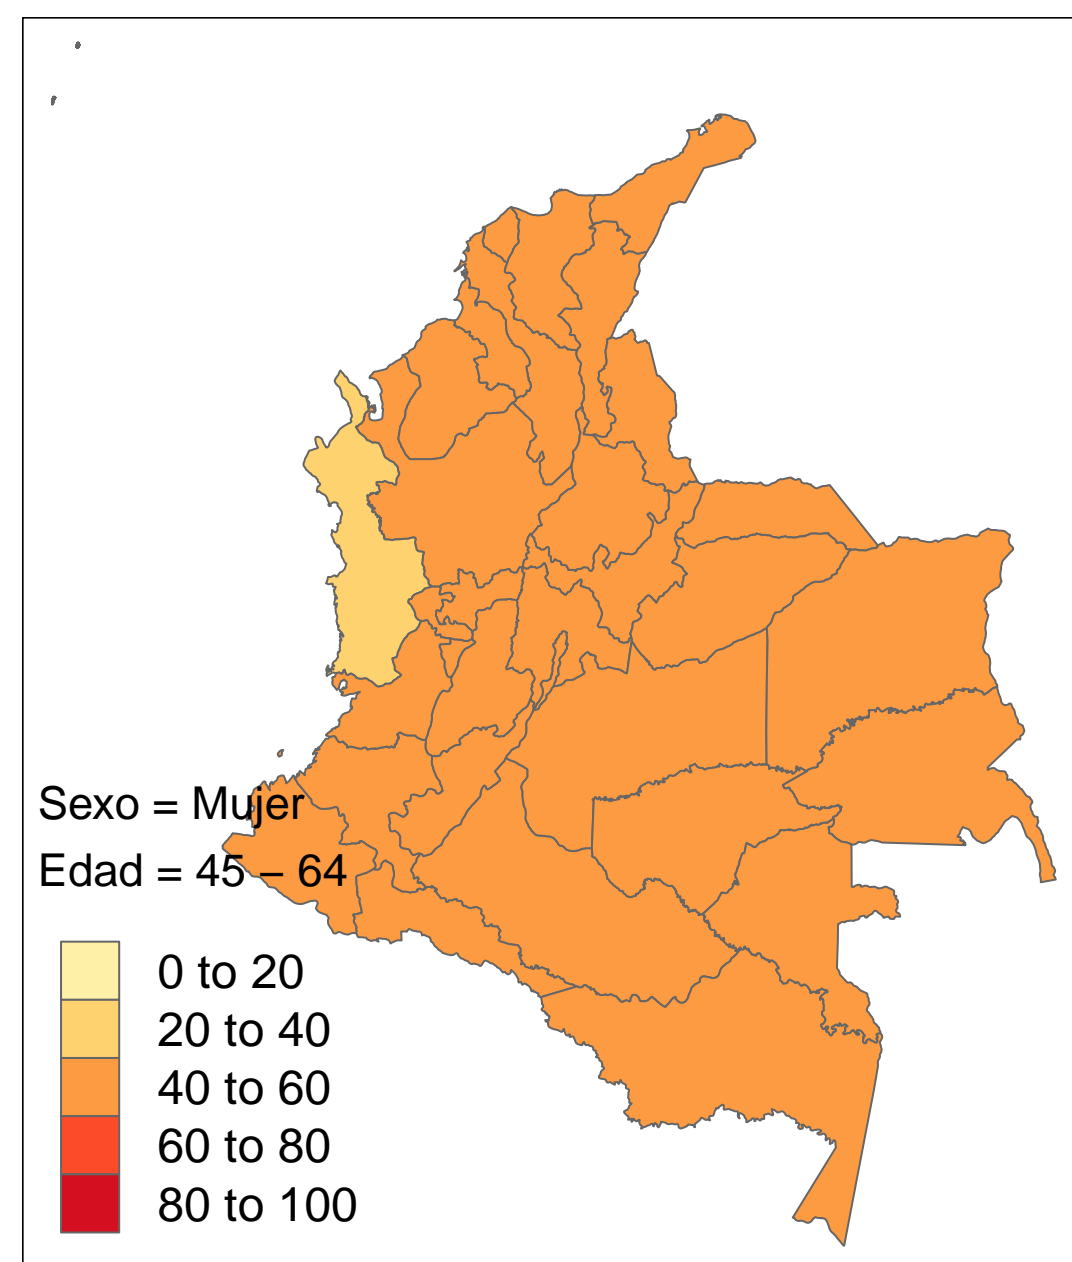 Sexo = Mujer
Edad = 45 – 64
0 to 20
20 to 40
40 to 60
60 to 80
80 to 100